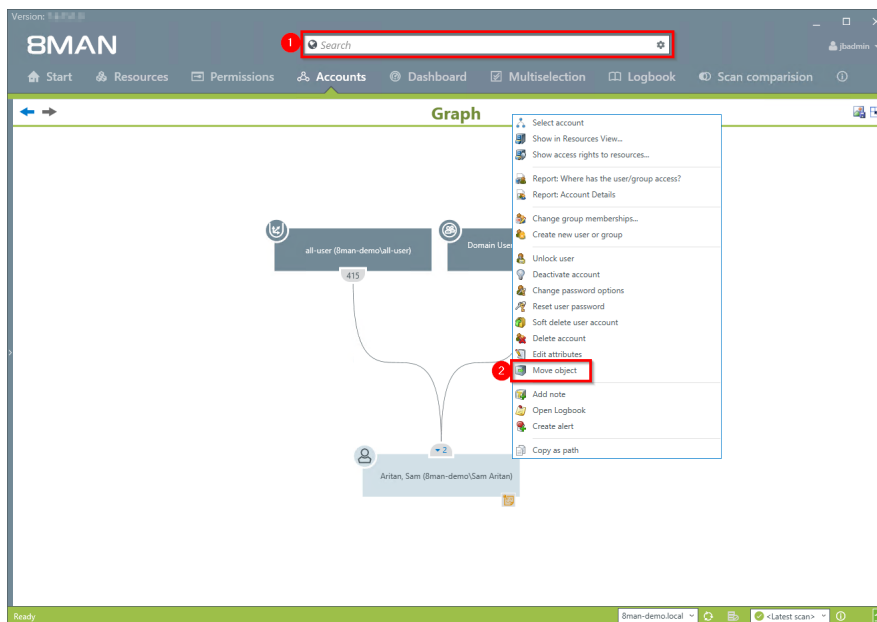 Version:
8MAN
1
Search
jbadmin
Start
Resources
Permissions
Accounts
Dashboard
Multiselection
Logbook
Scan comparision
Graph
Select account
Show in Resources View...
Show access rights to resources...
Report: Where has the user/group access?
Report: Account Details
Change group memberships...
Create new user or group
all-user (8man-demo\all-user)
Domain User
415
Unlock user
Deactivate account
Change password options
Reset user password
Soft delete user account
Delete account
Edit attributes
2
Move object
Add note
Open Logbook
Create alert
Copy as path
2
Aritan, Sam (8man-demo\Sam Aritan)
Ready
8man-demo.local
<Latest scan>